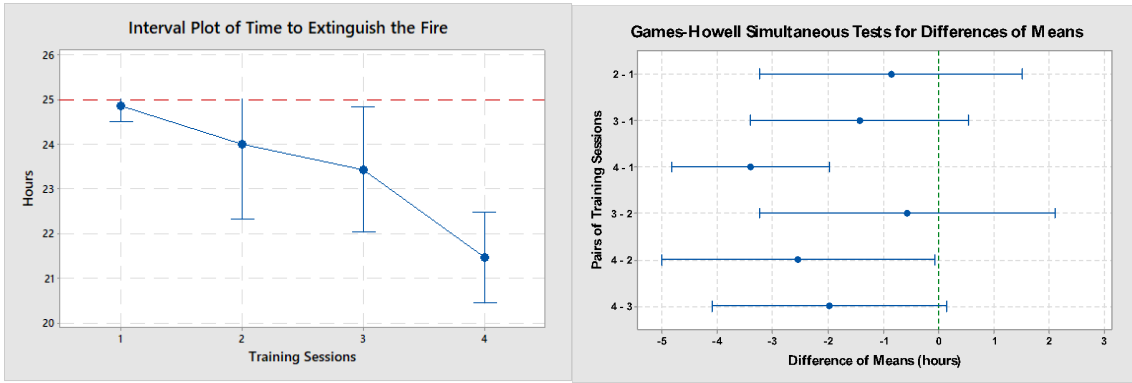 Interval Plot of Time to Extinguish the Fire
26
25
24
23
22
21
20
Hours
1 2 3 4
Training Sessions
Games-Howell Simultaneous Tests for Differences of Means
Pairs of Training Sessions
2 - 1
3 - 1
4 - 1
3 - 2
4 - 2
4 - 3
-5 -4 -3 -2 -1 0 1 2 3
Difference of Means (hours)